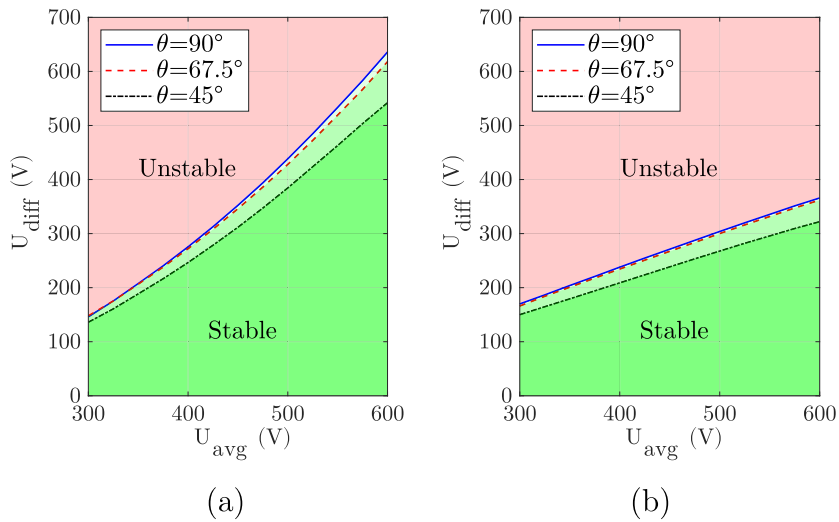 700
600
500
400
300
200
100
0
300
400
500
600
U_diff (V)
U_avg (V)
θ=90°
θ=67.5°
θ=45°
Unstable
Stable
(a)
700
600
500
400
300
200
100
0
300
400
500
600
U_diff (V)
U_avg (V)
θ=90°
θ=67.5°
θ=45°
Unstable
Stable
(b)